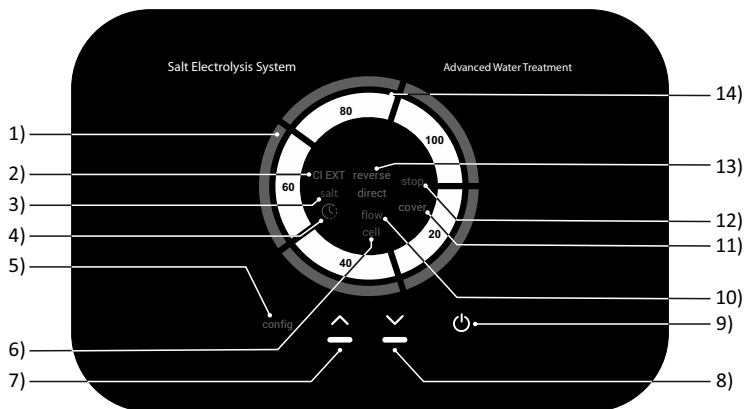 Salt Electrolysis System
Advanced Water Treatment
14)
80
1)
100
13)
2)
Cl EXT
reverse
stop
60
3)
salt
direct
12)
4)
flow
cover
20
11)
cell
5)
40
10)
config
9)
6)
7)
8)